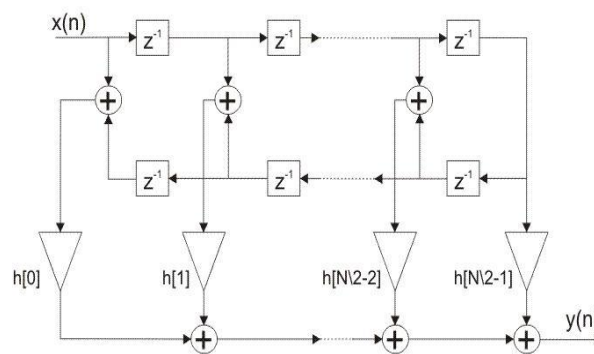 x(n)
z⁻¹ z⁻¹ z⁻¹
+ + +
z⁻¹ z⁻¹ z⁻¹
h[0] h[1] h[N\2-2] h[N\2-1]
y(n
+ + +